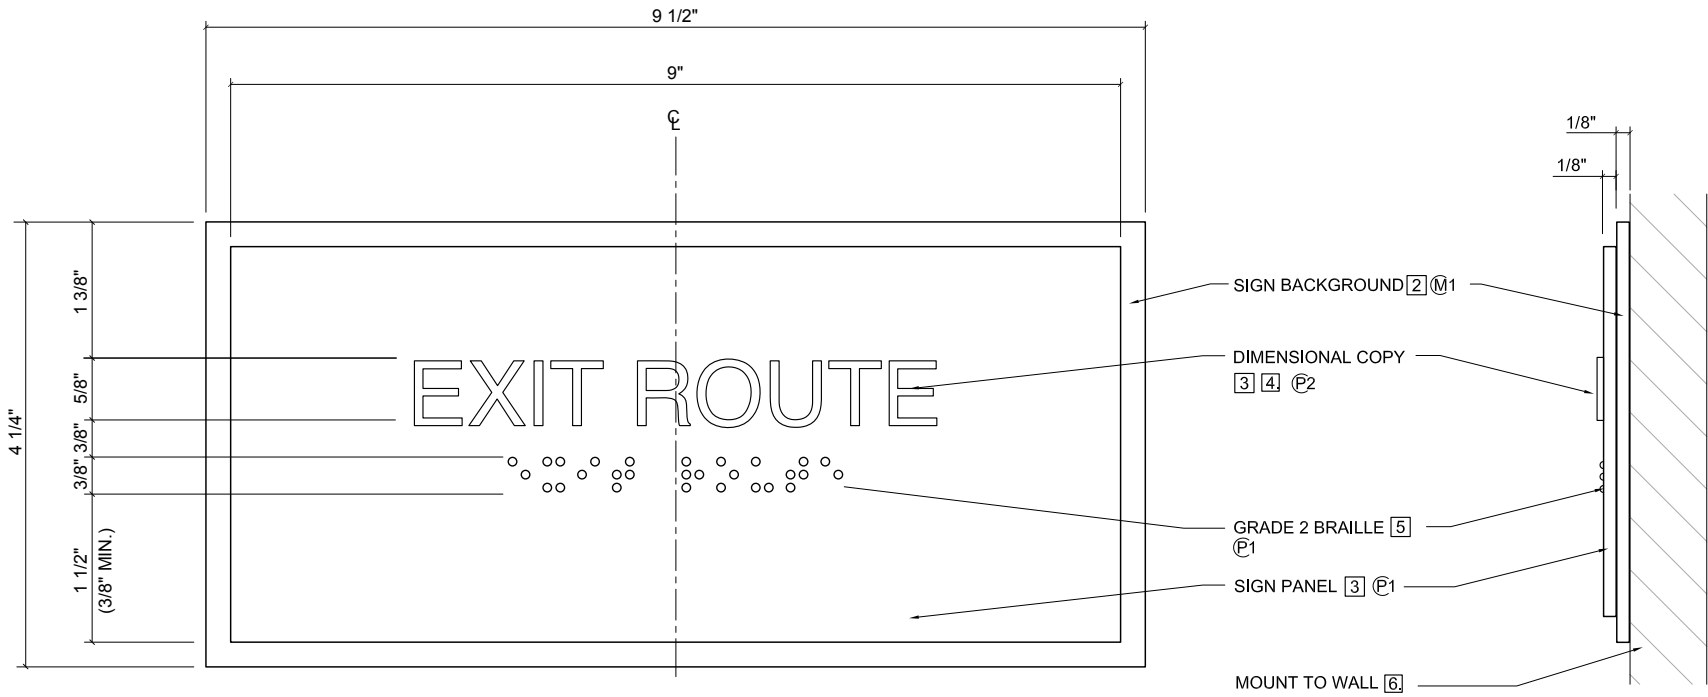 9 1/2"
9"
CL
1/8"
1/8"
4 1/4"
1 3/8"
5/8"
3/8"
3/8"
1 1/2"
(3/8" MIN.)
EXIT ROUTE
⠑⠭⠊⠞ ⠗⠕⠥⠞⠑
SIGN BACKGROUND 2 M1
DIMENSIONAL COPY
3 4. P2
GRADE 2 BRAILLE 5
P1
SIGN PANEL 3 P1
MOUNT TO WALL 6.